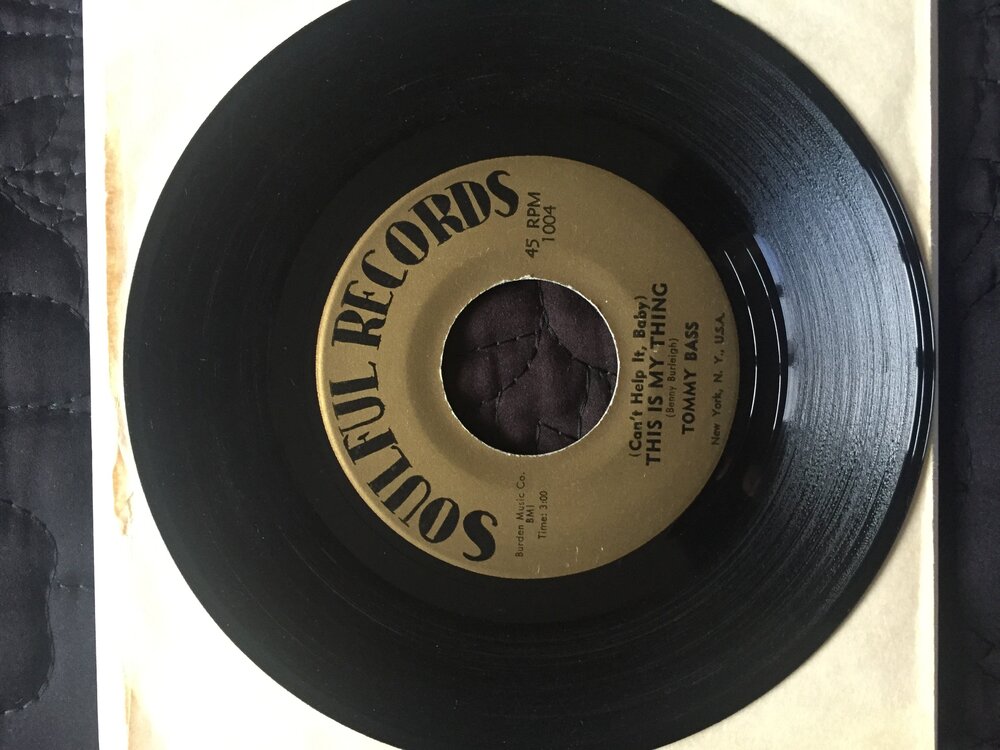 SOULFUL RECORDS
Burden Music Co.
BMI
Time: 3:00
45 RPM
1004
(Can't Help It, Baby)
THIS IS MY THING
(Benny Burleigh)
TOMMY BASS
New York, N. Y., U.S.A.